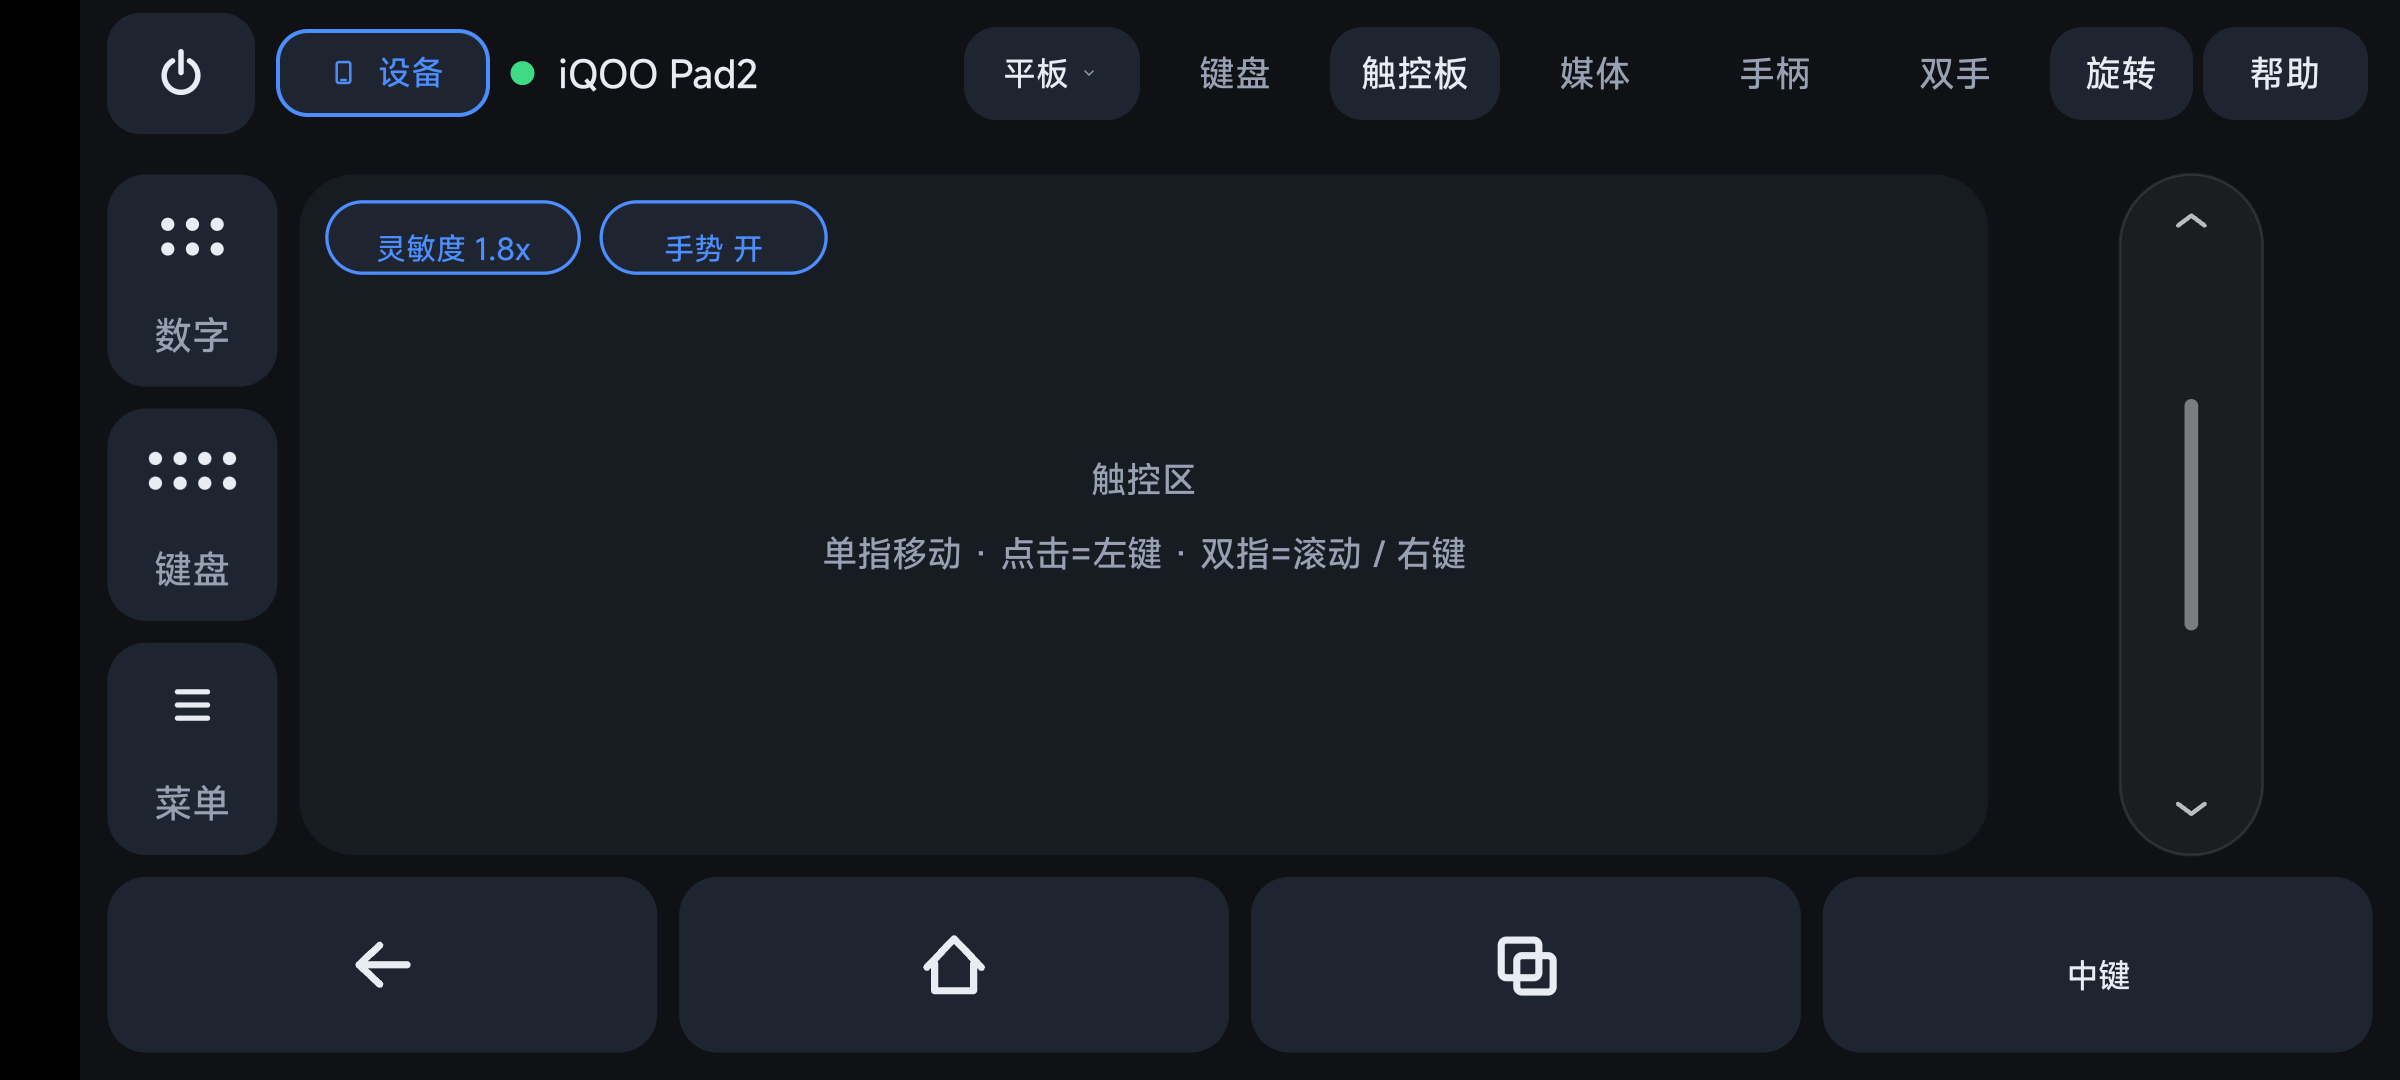 设备 iQOO Pad2 平板 键盘 触控板 媒体 手柄 双手 旋转 帮助
灵敏度 1.8x 手势 开
数字
键盘
菜单
触控区
单指移动 · 点击=左键 · 双指=滚动 / 右键
中键